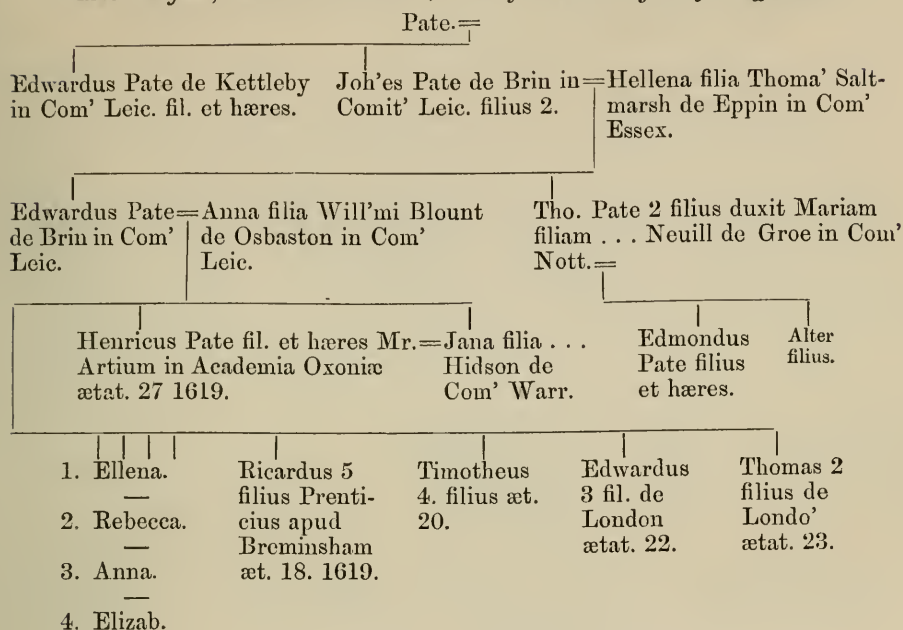 Pate.=
Edwardus Pate de Kettleby
in Com' Leic. fil. et hæres.
Joh'es Pate de Brin in=Hellena filia Thoma' Salt-
Comit' Leic. filius 2.
marsh de Eppin in Com'
Essex.
Edwardus Pate=Anna filia Will'mi Blount
de Brin in Com'
Leic.
de Osbaston in Com'
Leic.
Tho. Pate 2 filius duxit Mariam
filiam . . . Neuill de Groe in Com'
Nott.=
Henricus Pate fil. et hæres Mr.=Jana filia . . .
Artium in Academia Oxoniæ
ætat. 27 1619.
Hidson de
Com' Warr.
Edmondus
Pate filius
et hæres.
Alter
filius.
1. Ellena.
—
2. Rebecca.
—
3. Anna.
—
4. Elizab.
Ricardus 5
filius Prenti-
cius apud
Breminsham
æt. 18. 1619.
Timotheus
4. filius æt.
20.
Edwardus
3 fil. de
London
ætat. 22.
Thomas 2
filius de
Londo'
ætat. 23.